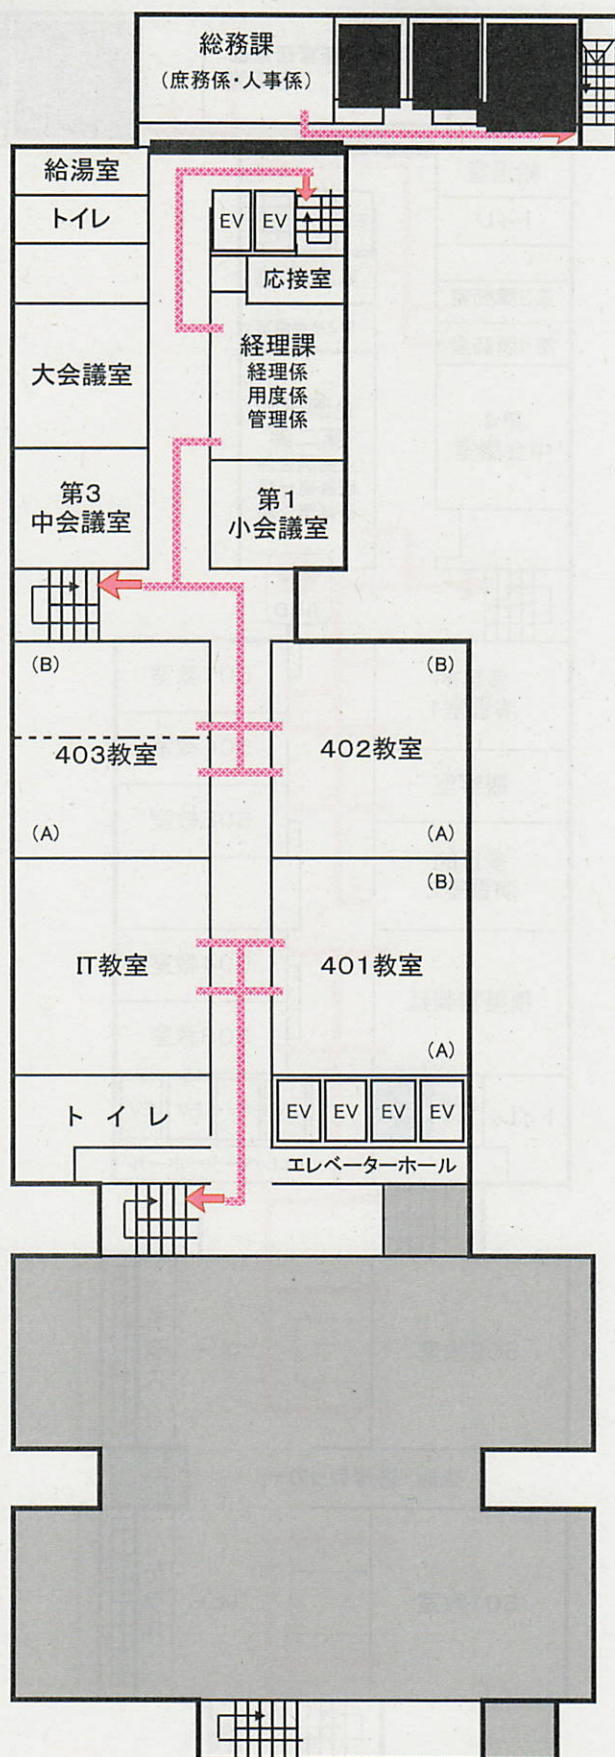 総務課
（庶務係・人事係）
給湯室
トイレ
EV
EV
応接室
大会議室
経理課
経理係
用度係
管理係
第3
中会議室
第1
小会議室
(B)
(B)
403教室
402教室
(A)
(A)
(B)
IT教室
401教室
(A)
トイレ
EV
EV
EV
EV
エレベーターホール